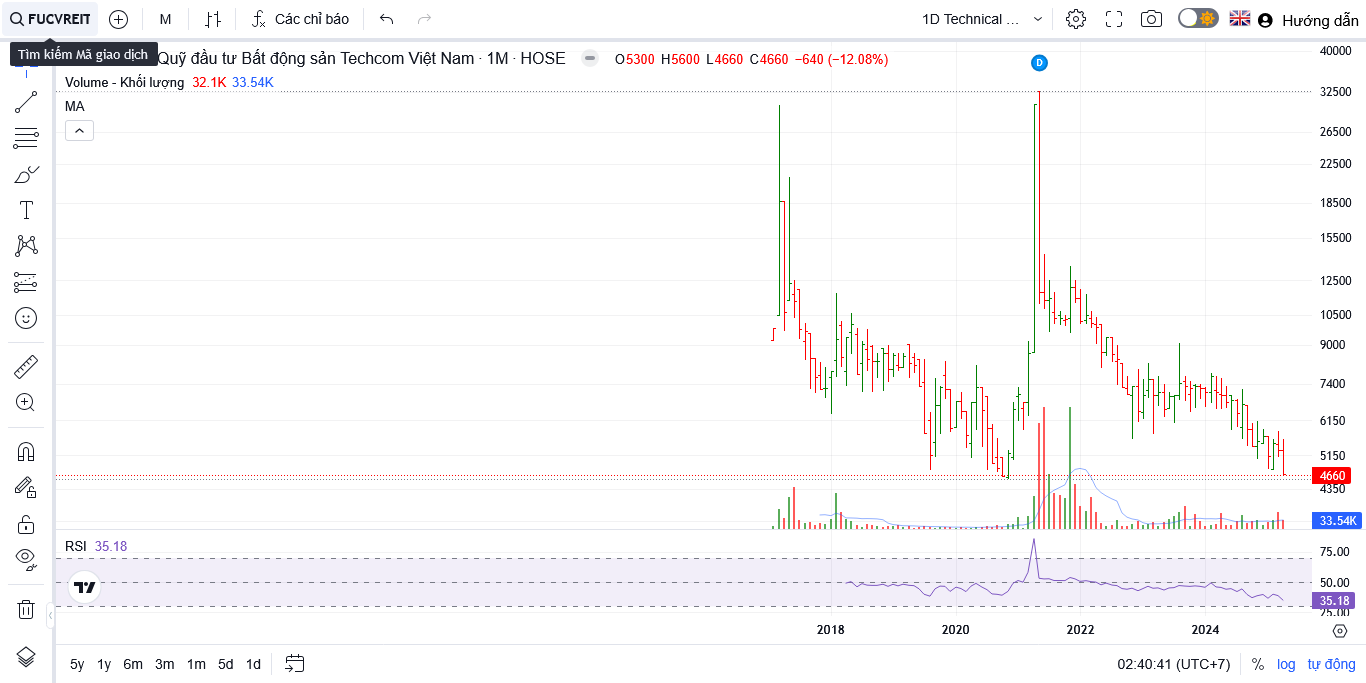 FUCVREIT M Các chỉ báo 1D Technical ... Hướng dẫn
Tìm kiếm Mã giao dịch
Quỹ đầu tư Bất động sản Techcom Việt Nam · 1M · HOSE O5300 H5600 L4660 C4660 −640 (−12.08%)
Volume - Khối lượng 32.1K 33.54K
MA
D
40000
32500
26500
22500
18500
15500
12500
10500
9000
7400
6150
5150
4660
4350
33.54K
RSI 35.18
75.00
50.00
35.18
25.00
2018 2020 2022 2024
5y 1y 6m 3m 1m 5d 1d 02:40:41 (UTC+7) % log tự động